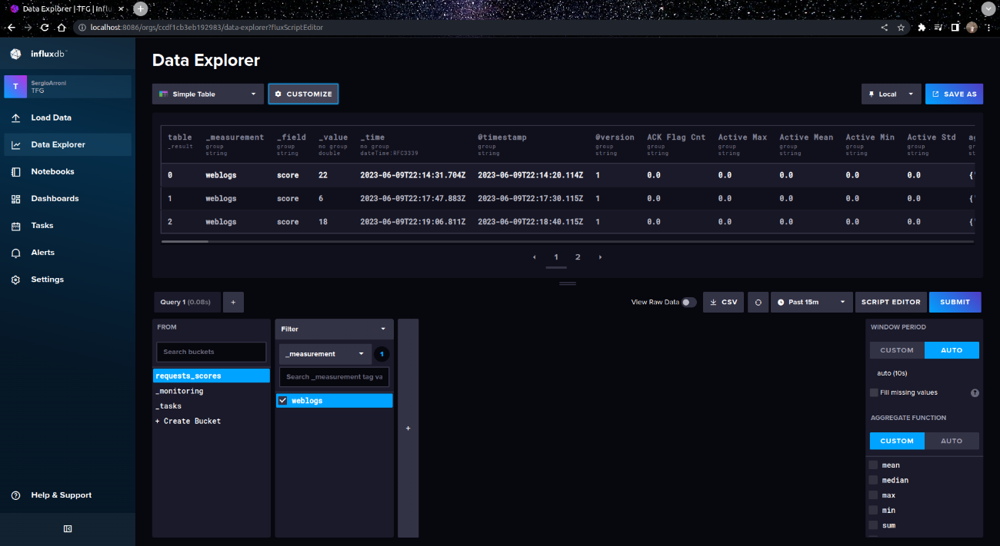 Data Explorer | TFG | Influ
localhost:8086/orgs/ccdf1cb3eb192983/data-explorer?fluxScriptEditor
influxdb™
T
SergioArroni
TFG
Load Data
Data Explorer
Notebooks
Dashboards
Tasks
Alerts
Settings
Help & Support
Data Explorer
Simple Table
CUSTOMIZE
Local
SAVE AS
table _measurement _field _value _time @timestamp @version ACK Flag Cnt Active Max Active Mean Active Min Active Std ag
_result group group no group no group group group group group group group group
string string double dateTime:RFC3339 string string string string string string string
0 weblogs score 22 2023-06-09T22:14:31.704Z 2023-06-09T22:14:20.114Z 1 0.0 0.0 0.0 0.0 0.0 {'
1 weblogs score 6 2023-06-09T22:17:47.883Z 2023-06-09T22:17:30.115Z 1 0.0 0.0 0.0 0.0 0.0 {'
2 weblogs score 18 2023-06-09T22:19:06.811Z 2023-06-09T22:18:40.115Z 1 0.0 0.0 0.0 0.0 0.0 {'
1 2
Query 1 (0.08s)
+
View Raw Data
CSV
Past 15m
SCRIPT EDITOR
SUBMIT
FROM
Search buckets
requests_scores
_monitoring
_tasks
+ Create Bucket
Filter
_measurement
1
Search _measurement tag va
weblogs
+
WINDOW PERIOD
CUSTOM AUTO
auto (10s)
Fill missing values
?
AGGREGATE FUNCTION
CUSTOM AUTO
mean
median
max
min
sum